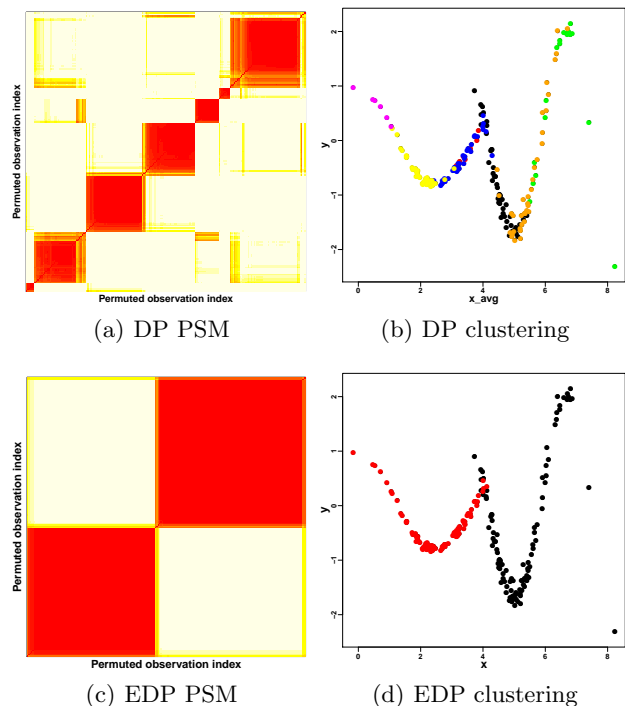 Permuted observation index
Permuted observation index
(a) DP PSM
y
-2 -1 0 1 2
0 2 4 6 8
x_avg
(b) DP clustering
Permuted observation index
Permuted observation index
(c) EDP PSM
y
-2 -1 0 1 2
0 2 4 6 8
x
(d) EDP clustering